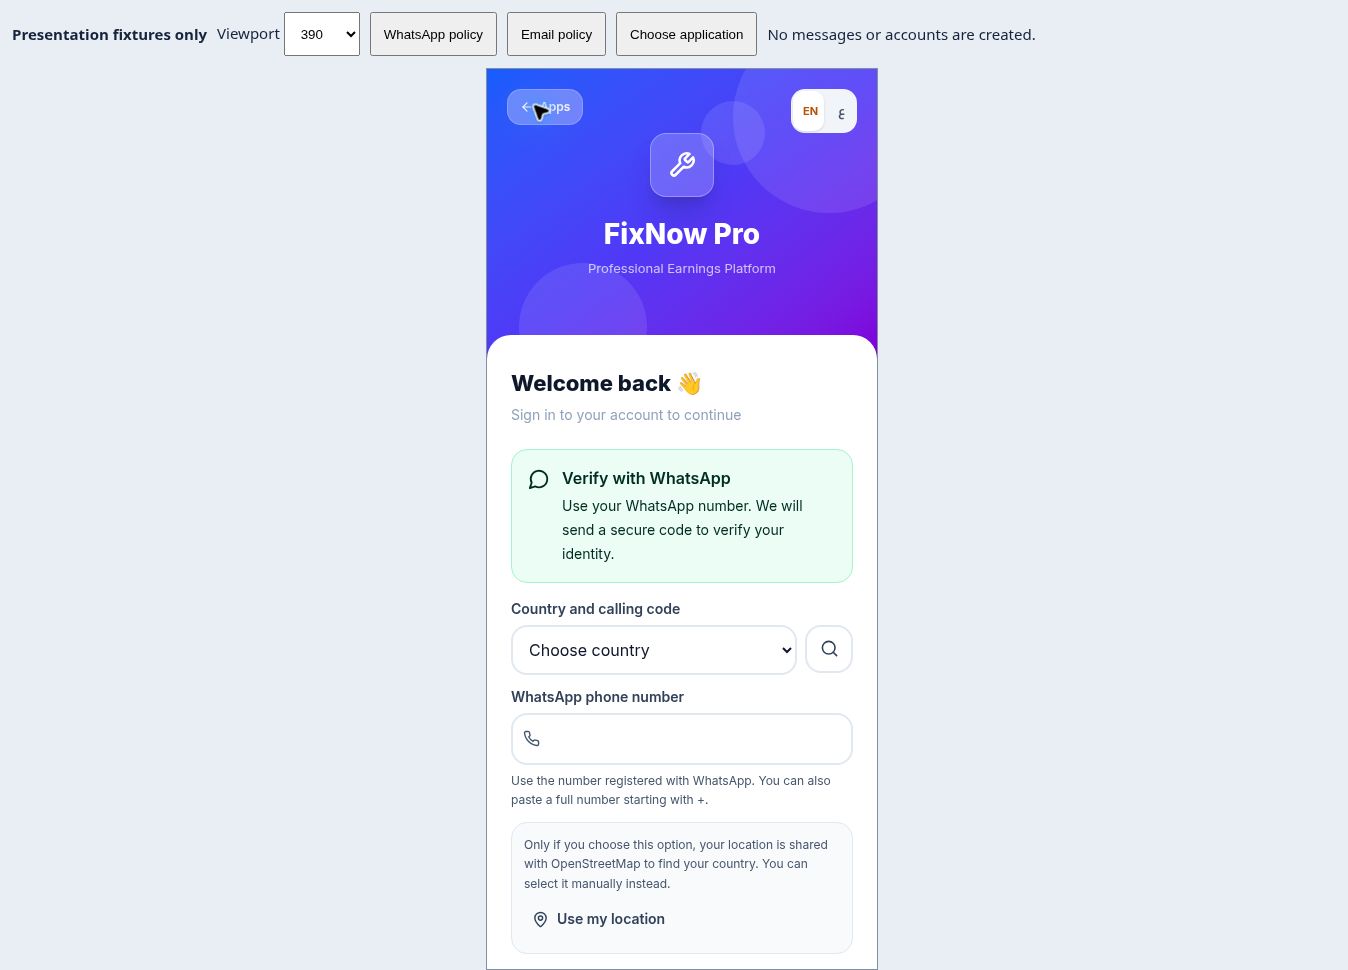 Presentation fixtures only Viewport 390 WhatsApp policy Email policy Choose application No messages or accounts are created.
EN ع
FixNow Pro
Professional Earnings Platform
Welcome back 👋
Sign in to your account to continue
Verify with WhatsApp
Use your WhatsApp number. We will
send a secure code to verify your
identity.
Country and calling code
Choose country
WhatsApp phone number
Use the number registered with WhatsApp. You can also
paste a full number starting with +.
Only if you choose this option, your location is shared
with OpenStreetMap to find your country. You can
select it manually instead.
Use my location